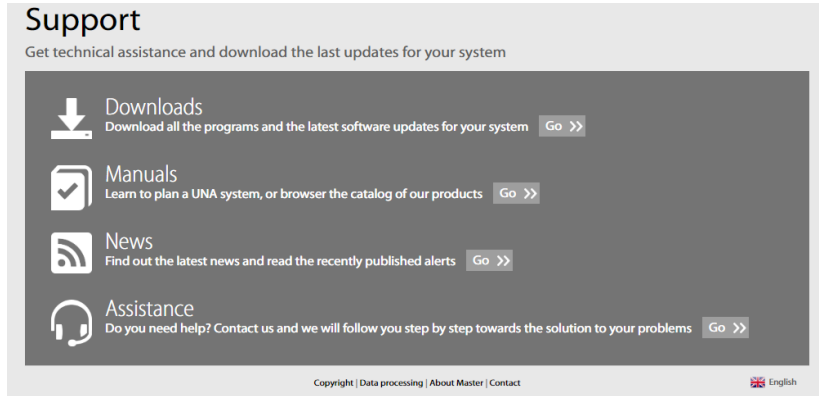 Support
Get technical assistance and download the last updates for your system
Downloads
Download all the programs and the latest software updates for your system Go >>
Manuals
Learn to plan a UNA system, or browser the catalog of our products Go >>
News
Find out the latest news and read the recently published alerts Go >>
Assistance
Do you need help? Contact us and we will follow you step by step towards the solution to your problems Go >>
Copyright | Data processing | About Master | Contact English